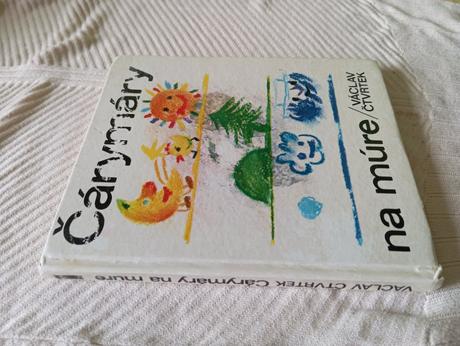 Čárymáry
na múre/
VÁCLAV
ČTVRTEK
VÁCLAV ČTVRTEK Čárymáry na múre